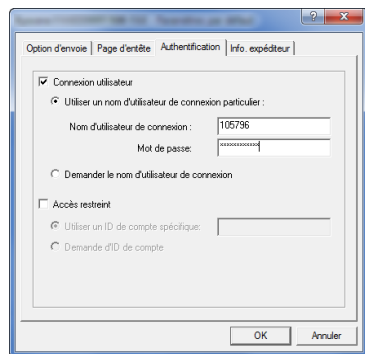 Option d'envoie
Page d'entête
Authentification
Info. expéditeur
Connexion utilisateur
Utiliser un nom d'utilisateur de connexion particulier :
Nom d'utilisateur de connexion :
105796
Mot de passe:
Demander le nom d'utilisateur de connexion
Accès restreint
Utiliser un ID de compte spécifique:
Demande d'ID de compte
OK
Annuler